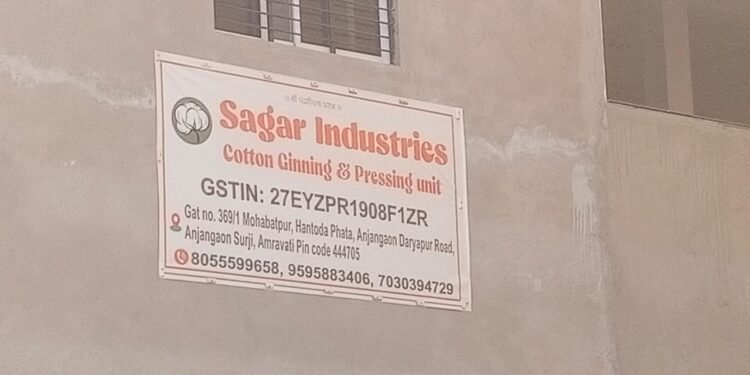 Sagar Industries
Cotton Ginning & Pressing unit
GSTIN: 27EYZPR1908F1ZR
Gat no. 369/1 Mohabatpur, Hantoda Phata, Anjangaon Daryapur Road,
Anjangaon Surji, Amravati Pin code 444705
8055599658, 9595883406, 7030394729